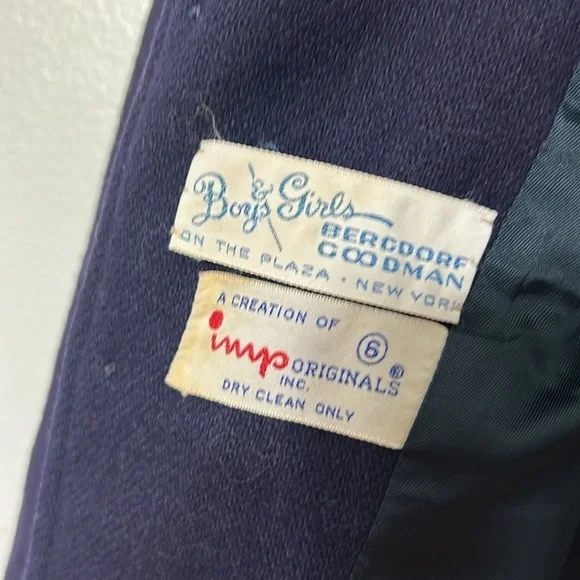 Boys & Girls
BERGDORF
GOODMAN
ON THE PLAZA · NEW YORK
A CREATION OF
imp ORIGINALS ®
INC.
6
DRY CLEAN ONLY